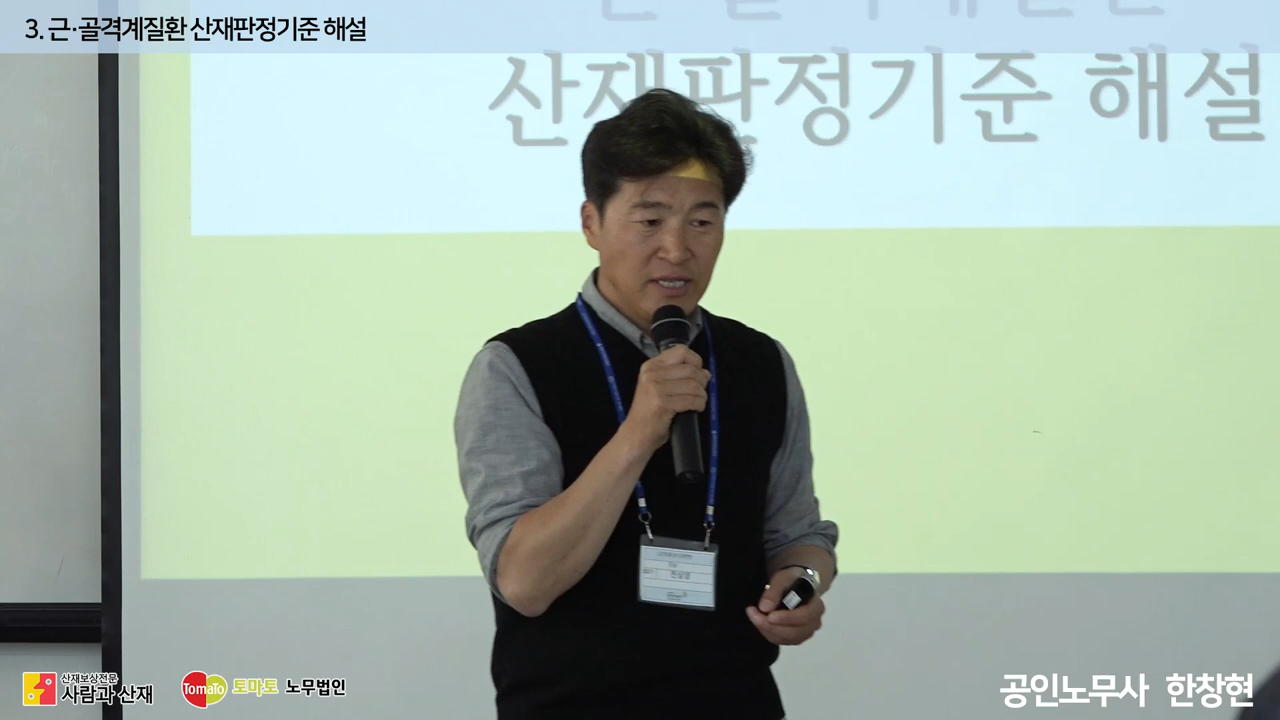 3. 근·골격계질환 산재판정기준 해설
산재판정기준 해설
산재보상전문
사람과 산재
TomaTo
토마토 노무법인
공인노무사 한창현